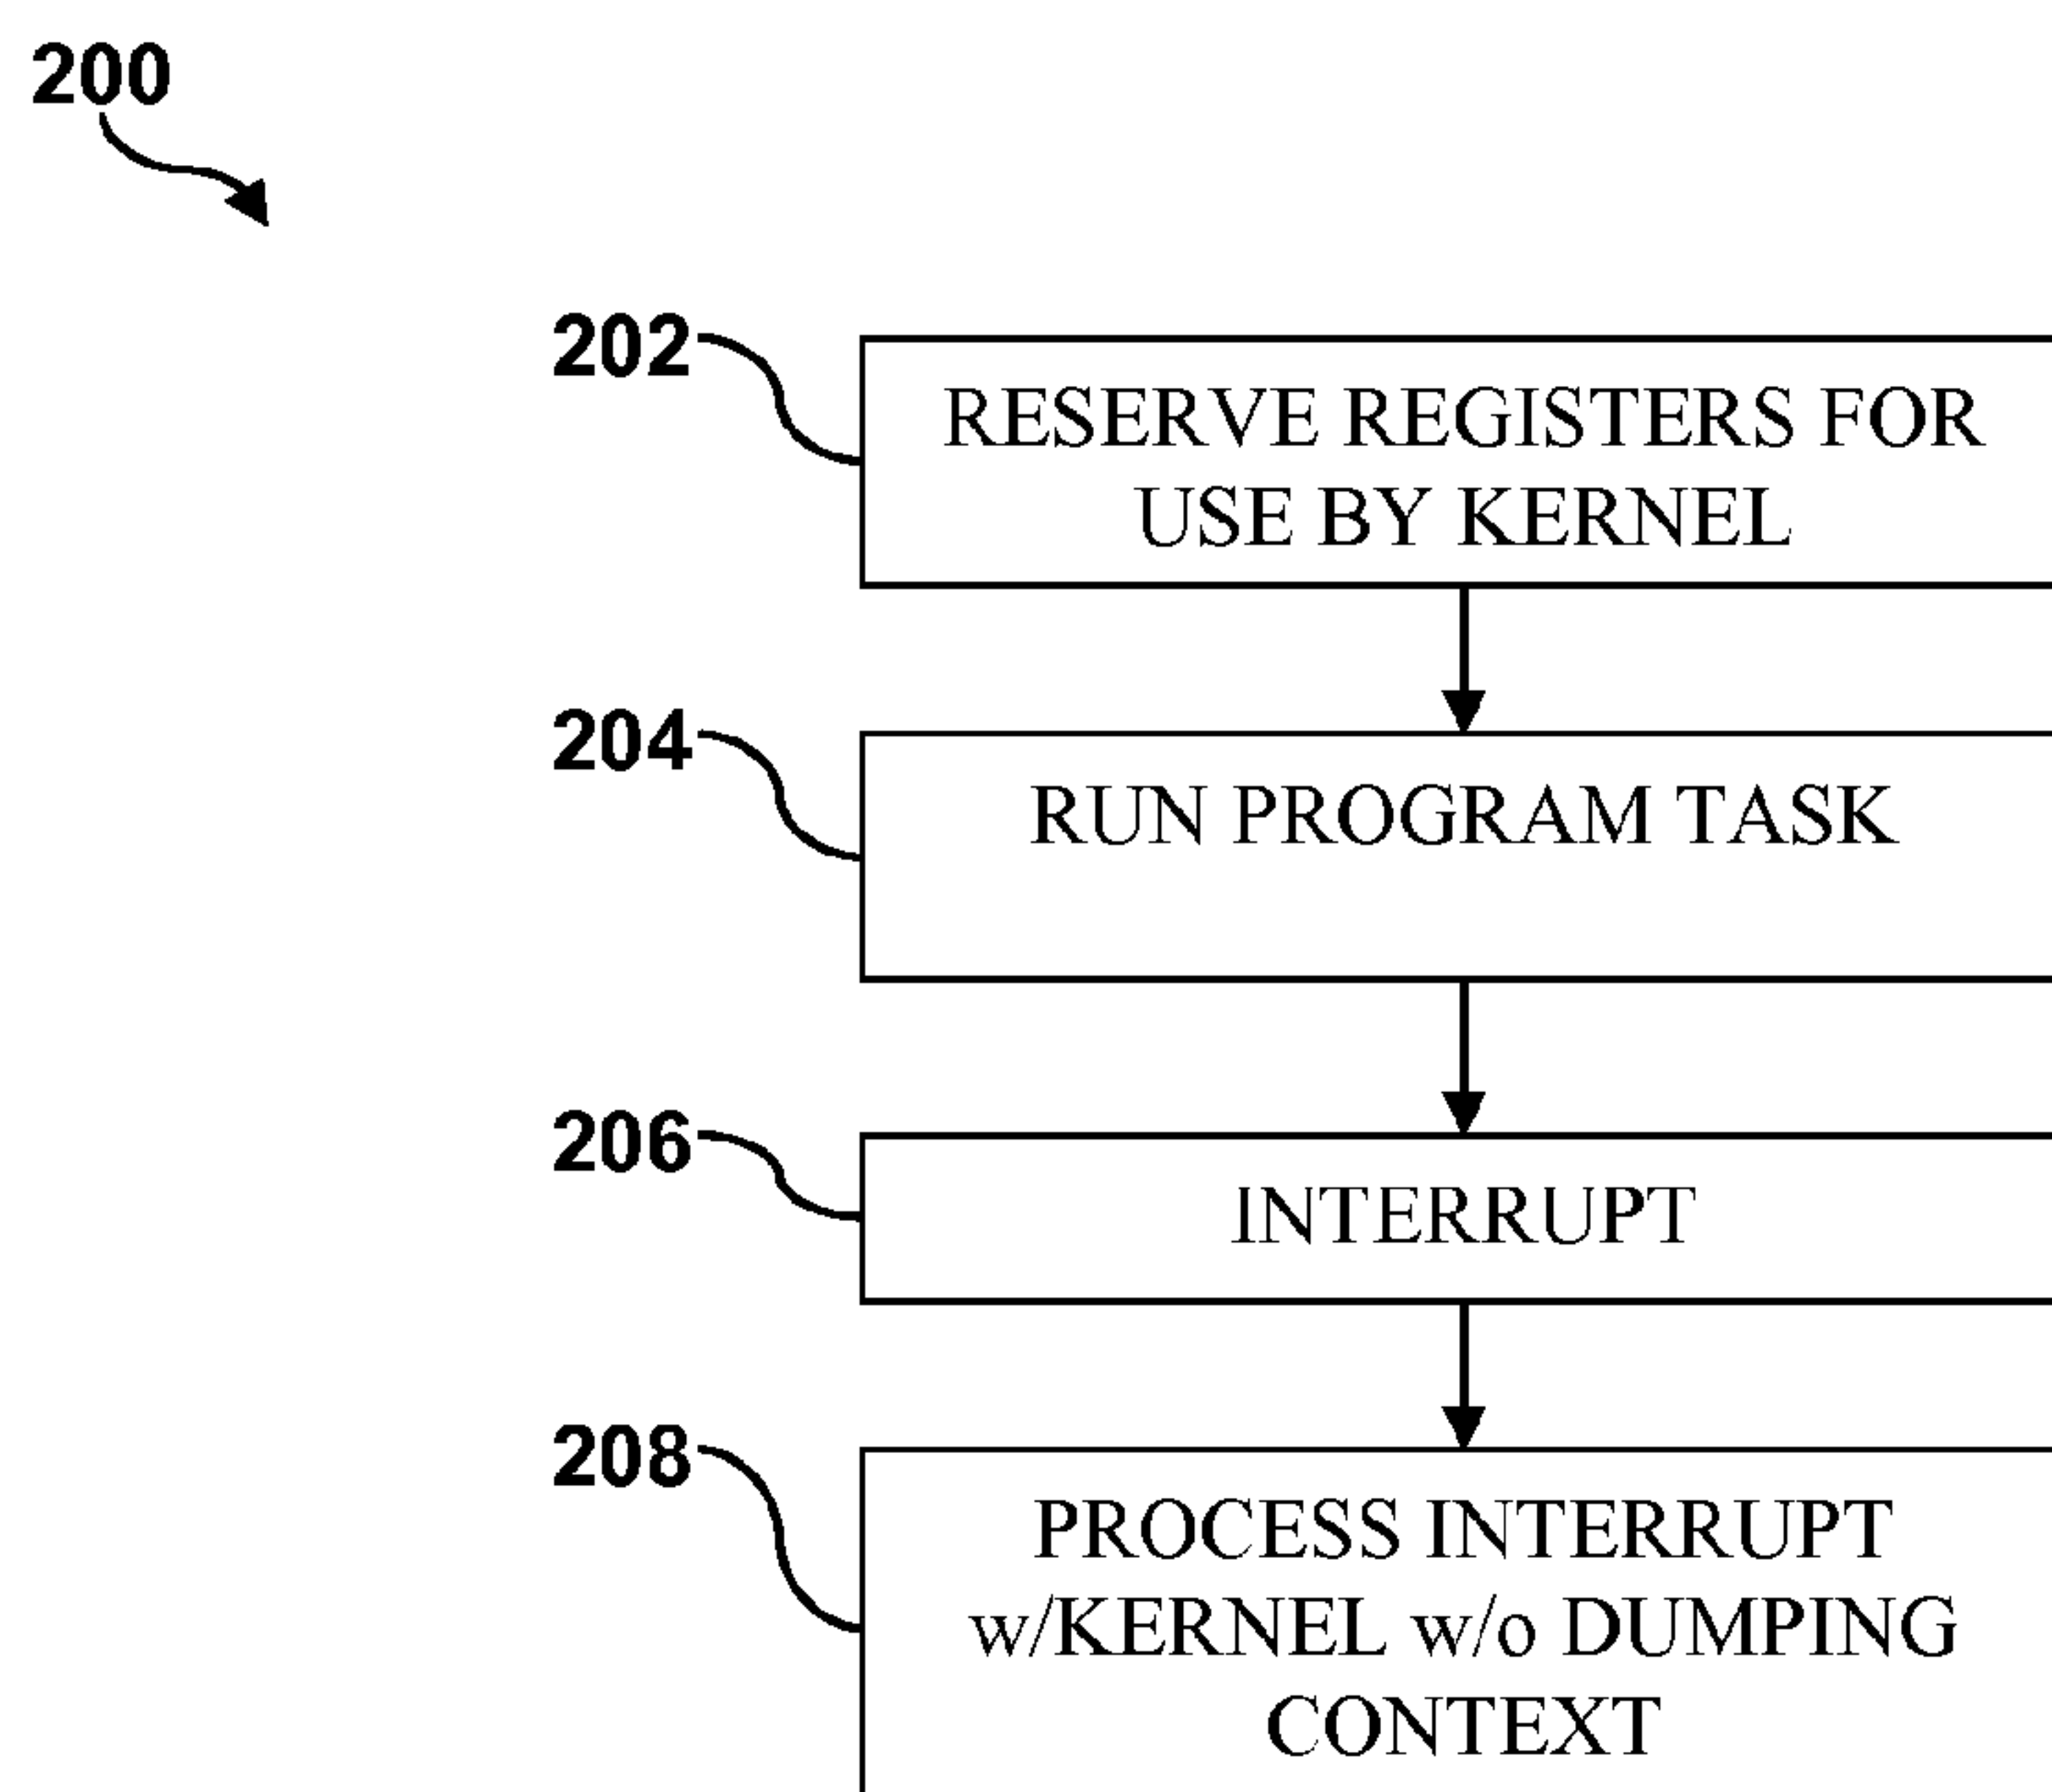 200
202
RESERVE REGISTERS FOR
USE BY KERNEL
204
RUN PROGRAM TASK
206
INTERRUPT
208
PROCESS INTERRUPT
w/KERNEL w/o DUMPING
CONTEXT